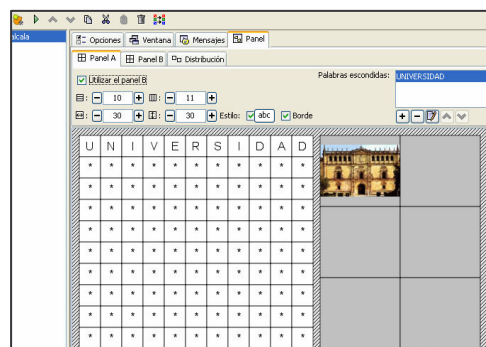 alcala
Opciones Ventana Mensajes Panel
Panel A Panel B Distribución
Utilizar el panel B Palabras escondidas: UNIVERSIDAD
: - 10 + : - 11 +
: - 30 + : - 30 + Estilo: abc Borde
U N I V E R S I D A D
* * * * * * * * * * *
* * * * * * * * * * *
* * * * * * * * * * *
* * * * * * * * * * *
* * * * * * * * * * *
* * * * * * * * * * *
* * * * * * * * * * *
* * * * * * * * * * *
* * * * * * * * * * *